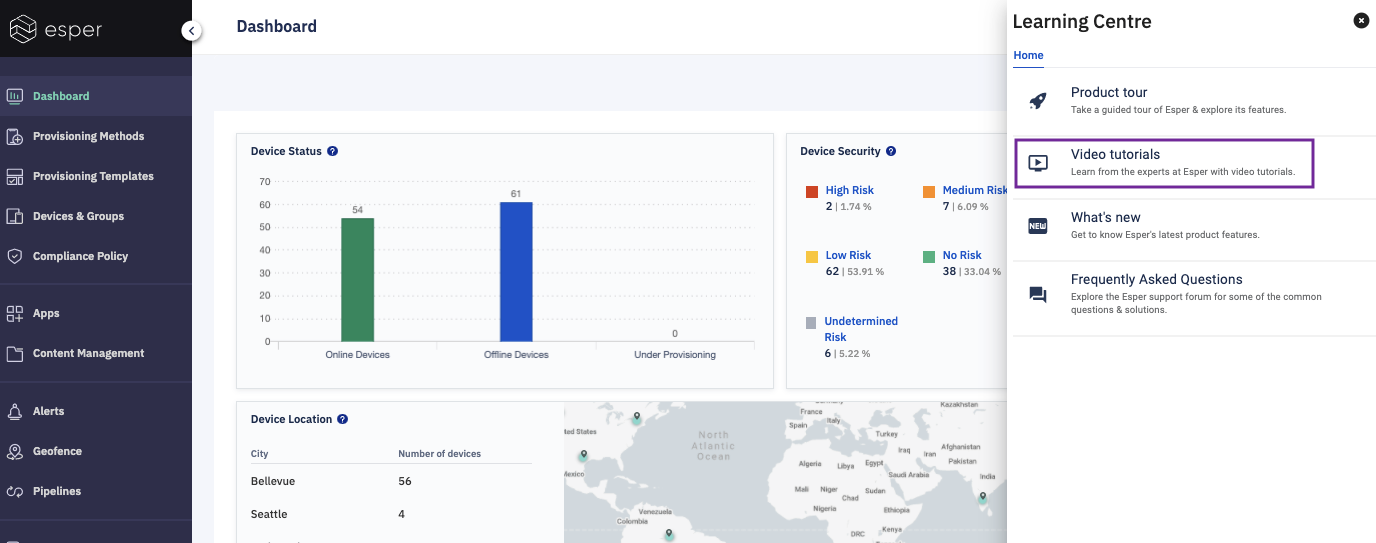 esper
Dashboard
Provisioning Methods
Provisioning Templates
Devices & Groups
Compliance Policy
Apps
Content Management
Alerts
Geofence
Pipelines
Dashboard
Device Status ?
70
60
50
40
30
20
10
0
54
61
0
Online Devices
Offline Devices
Under Provisioning
Device Security ?
High Risk
2 | 1.74 %
Medium Risk
7 | 6.09 %
Low Risk
62 | 53.91 %
No Risk
38 | 33.04 %
Undetermined
Risk
6 | 5.22 %
Device Location ?
City
Number of devices
Bellevue
56
Seattle
4
North
Atlantic
Ocean
France
Spain
Italy
Turkey
Kazakhstan
Afghanistan
Pakistan
Iraq
Iran
Algeria
Libya
Egypt
Saudi Arabia
India
Mali
Niger
Chad
Sudan
Nigeria
Ethiopia
DRC
Kenya
Venezuela
Colombia
ted States
Mexico
Learning Centre
Home
Product tour
Take a guided tour of Esper & explore its features.
Video tutorials
Learn from the experts at Esper with video tutorials.
NEW
What's new
Get to know Esper's latest product features.
Frequently Asked Questions
Explore the Esper support forum for some of the common
questions & solutions.